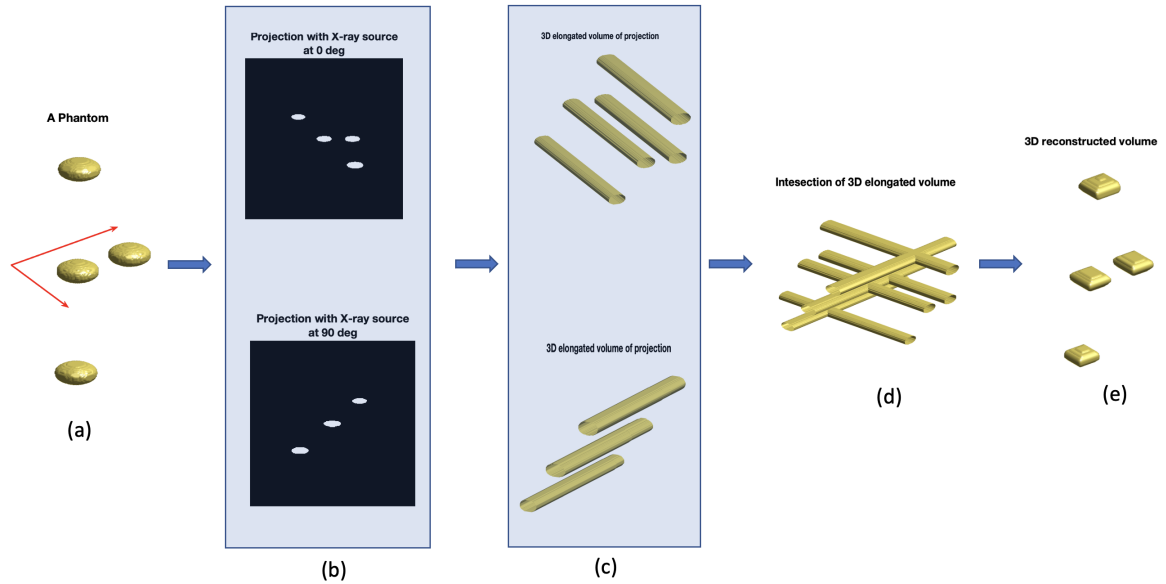 A Phantom
(a)
Projection with X-ray source
at 0 deg
Projection with X-ray source
at 90 deg
(b)
3D elongated volume of projection
3D elongated volume of projection
(c)
Intesection of 3D elongated volume
(d)
3D reconstructed volume
(e)